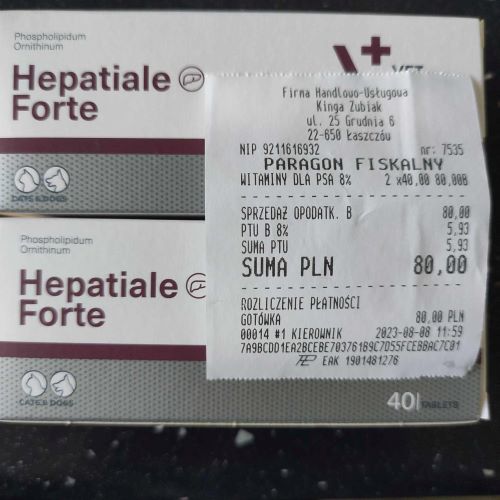 Phospholipidum
Ornithinum
Hepatiale
Forte
VET
CATS & DOGS
Firma Handlowo-Usługowa
Kinga Zubiak
ul. 25 Grudnia 6
22-650 Łaszczów
NIP 9211616932 nr: 7535
PARAGON FISKALNY
WITAMINY DLA PSA 8% 2 x40,00 80,00B
SPRZEDAŻ OPODATK. B 80,00
PTU B 8% 5,93
SUMA PTU 5,93
SUMA PLN 80,00
ROZLICZENIE PŁATNOŚCI
GOTÓWKA 80,00 PLN
00014 #1 KIEROWNIK 2023-08-08 11:59
7A9BCDD1EA2BCEBE703761B9C7D55FCEBBAC7C01
EAK 1901481276
Phospholipidum
Ornithinum
Hepatiale
Forte
CATS & DOGS
40 TABLETS